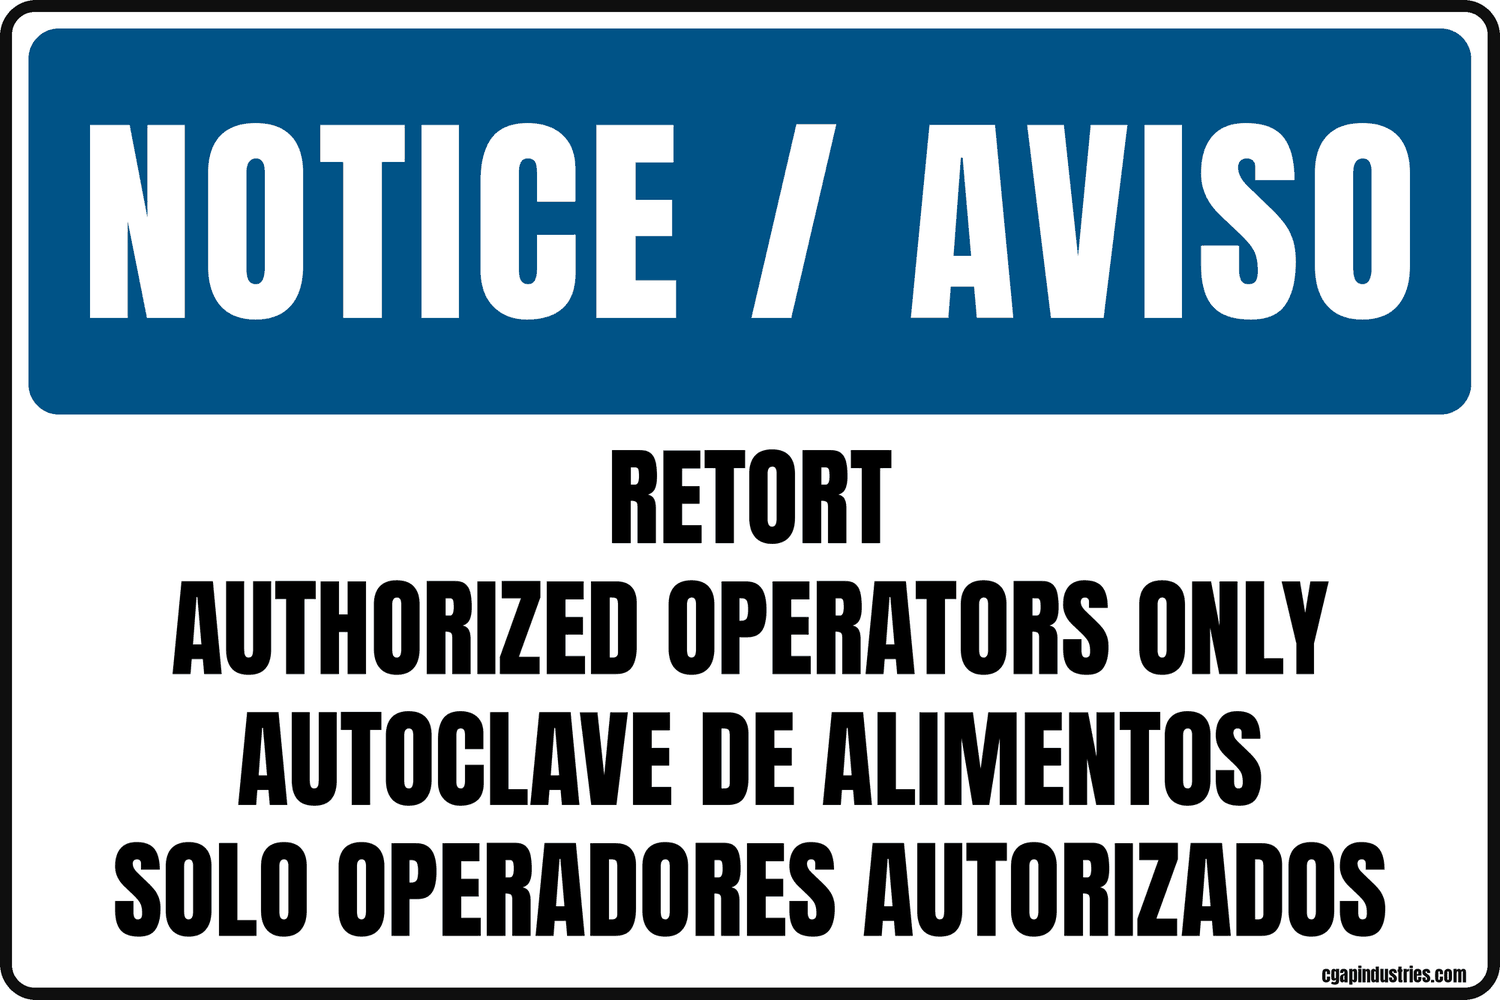 NOTICE / AVISO
RETORT
AUTHORIZED OPERATORS ONLY
AUTOCLAVE DE ALIMENTOS
SOLO OPERADORES AUTORIZADOS
cgapindustries.com